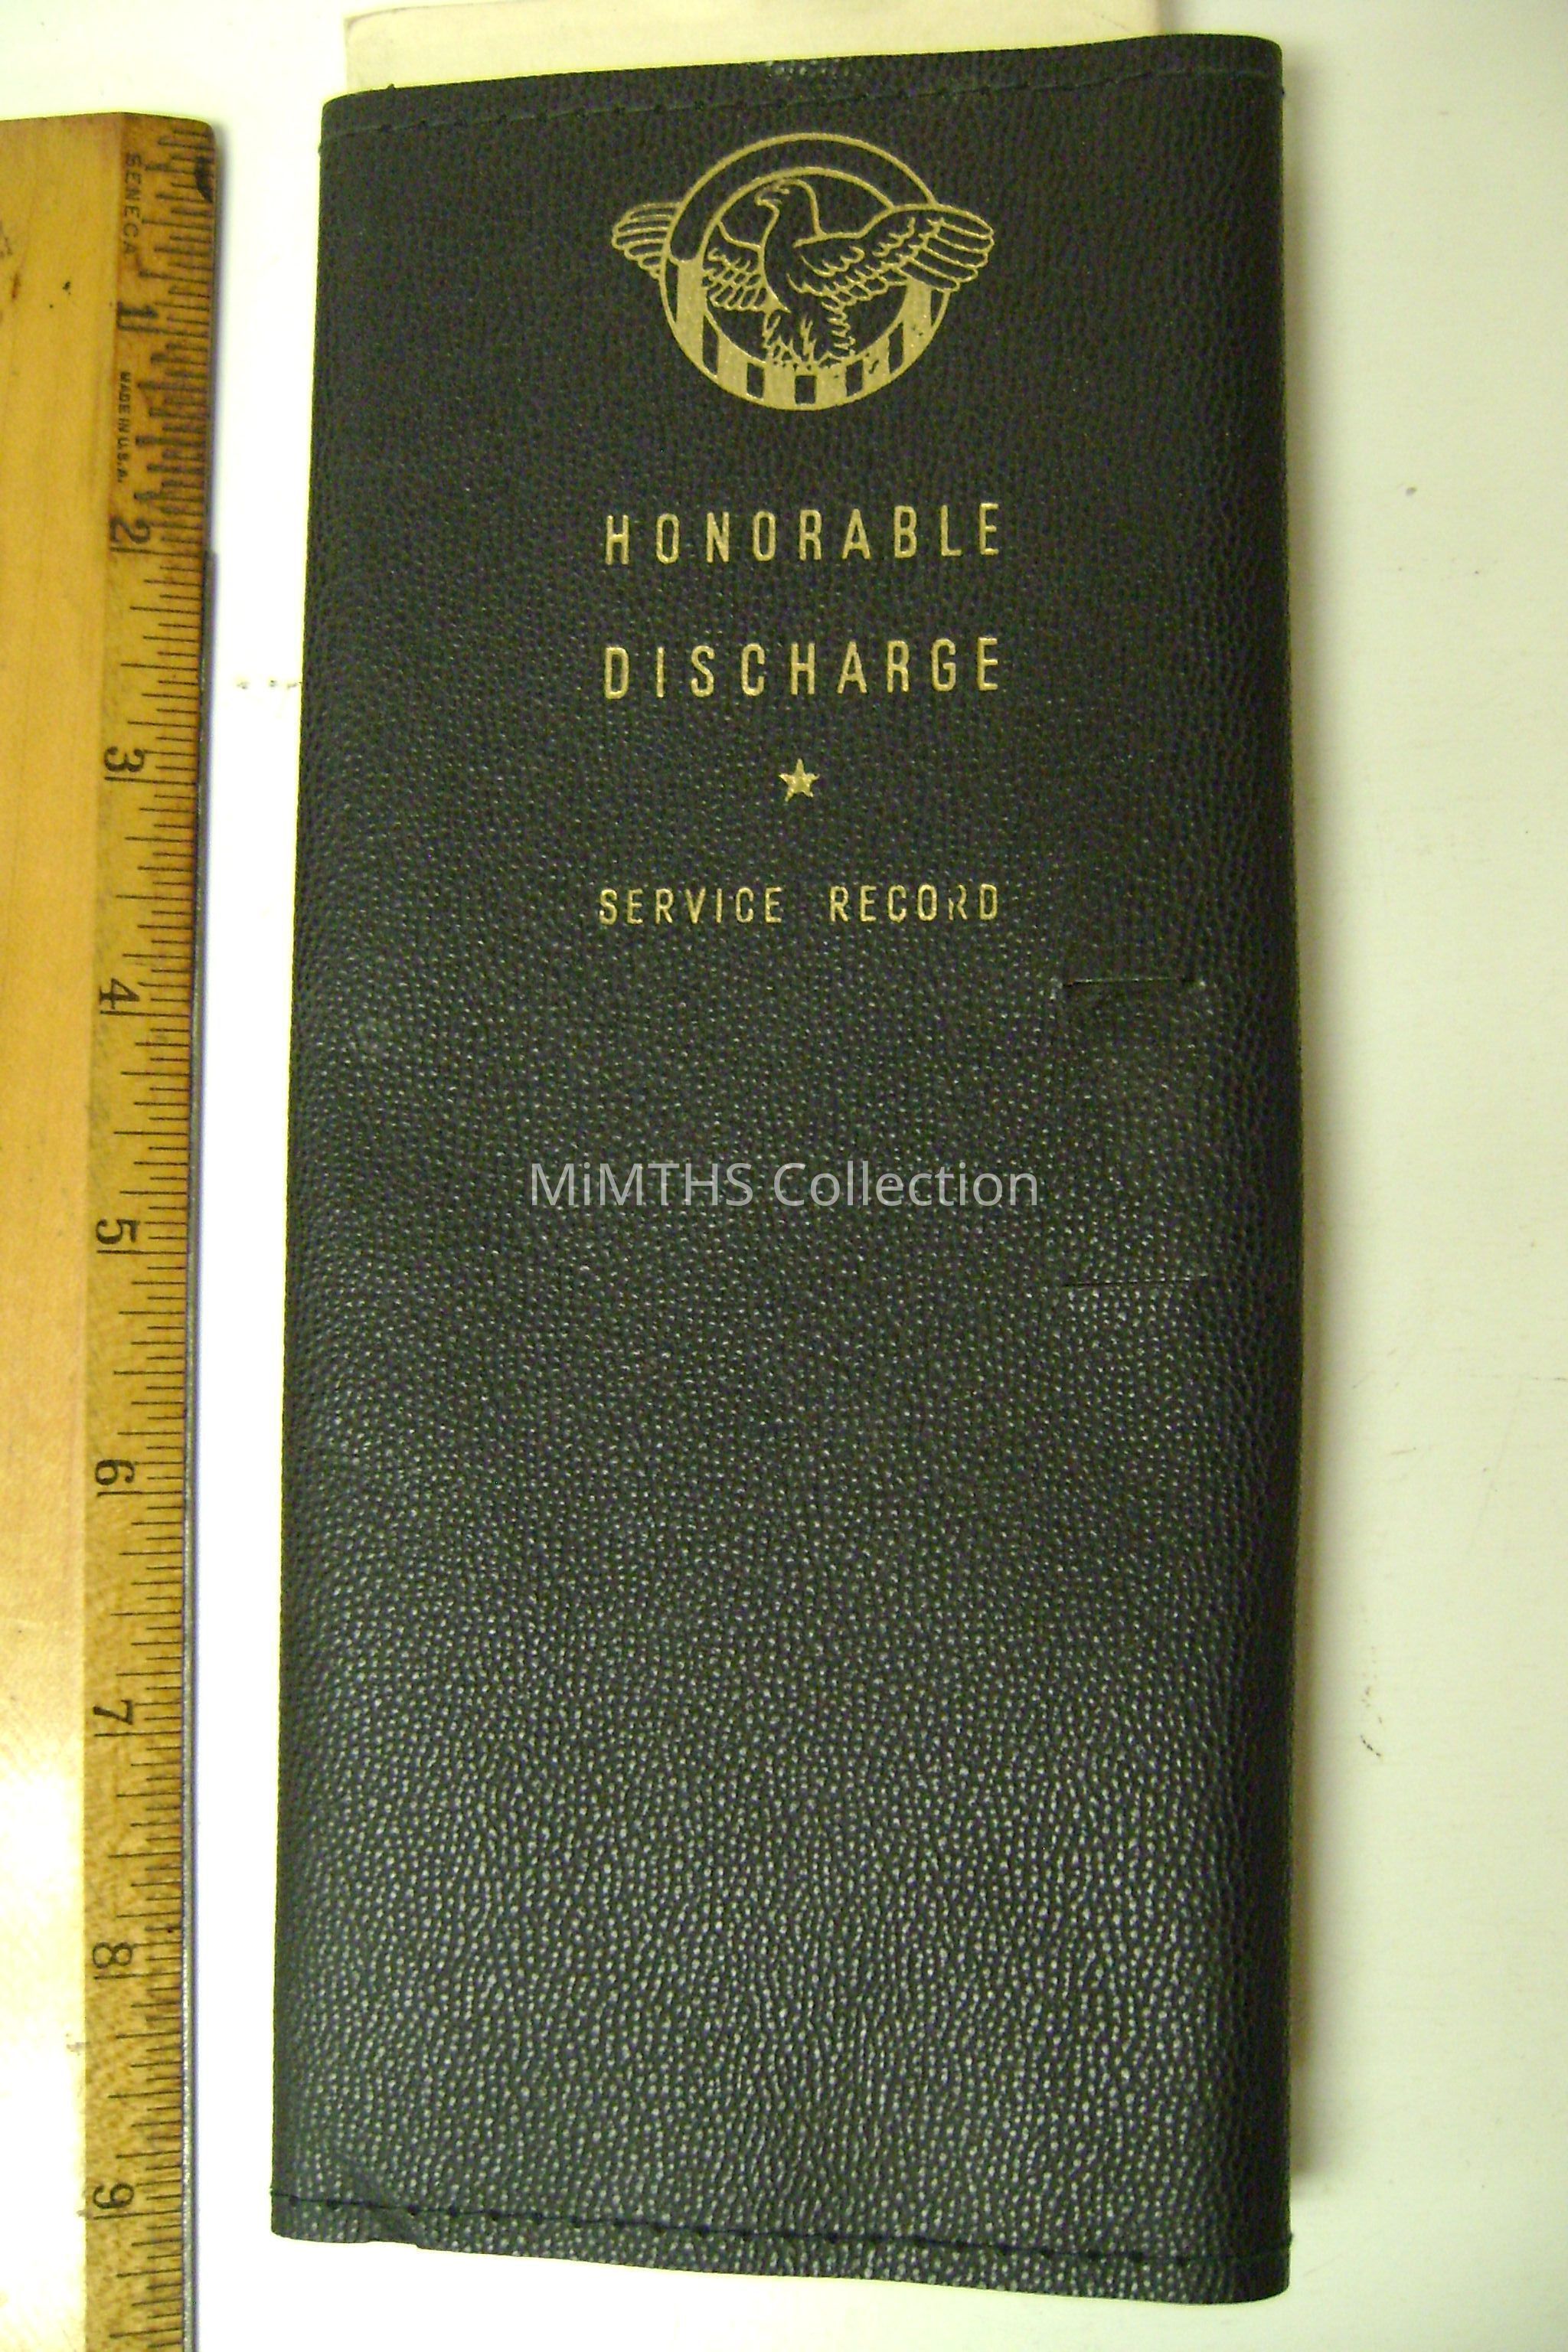 HONORABLE
DISCHARGE
SERVICE RECORD
MiMTHS Collection
SENECA
MADE IN U.S.A.
1
2
3
4
5
6
7
8
9